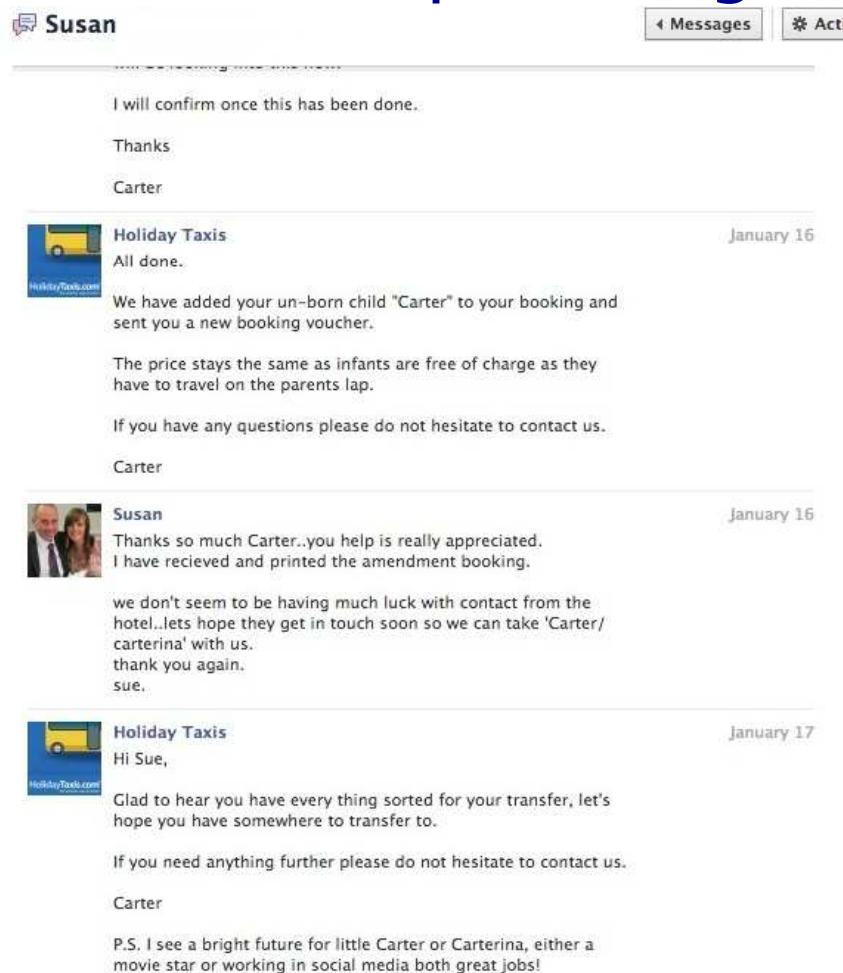 Susan
Messages
I will confirm once this has been done.
Thanks
Carter
Holiday Taxis
January 16
All done.
We have added your un-born child "Carter" to your booking and
sent you a new booking voucher.
The price stays the same as infants are free of charge as they
have to travel on the parents lap.
If you have any questions please do not hesitate to contact us.
Carter
HolidayTaxis.com
Susan
January 16
Thanks so much Carter..you help is really appreciated.
I have recieved and printed the amendment booking.
we don't seem to be having much luck with contact from the
hotel..lets hope they get in touch soon so we can take 'Carter/
carterina' with us.
thank you again.
sue.
Holiday Taxis
January 17
Hi Sue,
HolidayTaxis.com
Glad to hear you have every thing sorted for your transfer, let's
hope you have somewhere to transfer to.
If you need anything further please do not hesitate to contact us.
Carter
P.S. I see a bright future for little Carter or Carterina, either a
movie star or working in social media both great jobs!